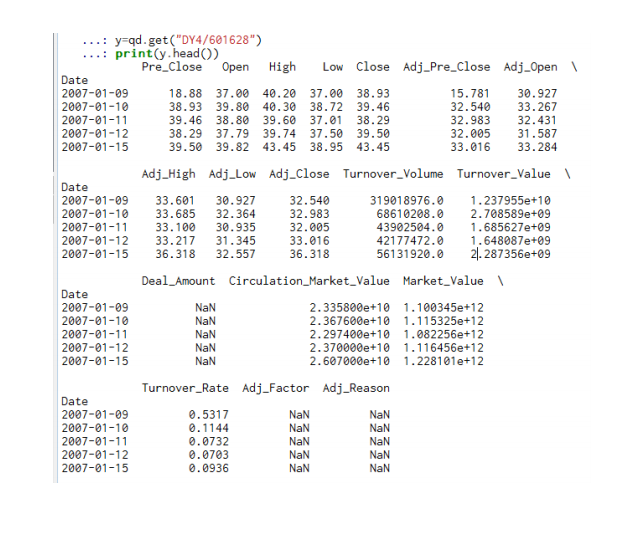 ...: y=qd.get("DY4/601628")
...: print(y.head())
Pre_Close Open High Low Close Adj_Pre_Close Adj_Open \
Date
2007-01-09 18.88 37.00 40.20 37.00 38.93 15.781 30.927
2007-01-10 38.93 39.80 40.30 38.72 39.46 32.540 33.267
2007-01-11 39.46 38.80 39.60 37.01 38.29 32.983 32.431
2007-01-12 38.29 37.79 39.74 37.50 39.50 32.005 31.587
2007-01-15 39.50 39.82 43.45 38.95 43.45 33.016 33.284
Adj_High Adj_Low Adj_Close Turnover_Volume Turnover_Value \
Date
2007-01-09 33.601 30.927 32.540 319018976.0 1.237955e+10
2007-01-10 33.685 32.364 32.983 68610208.0 2.708589e+09
2007-01-11 33.100 30.935 32.005 43902504.0 1.685627e+09
2007-01-12 33.217 31.345 33.016 42177472.0 1.648087e+09
2007-01-15 36.318 32.557 36.318 56131920.0 2.287356e+09
Deal_Amount Circulation_Market_Value Market_Value \
Date
2007-01-09 NaN 2.335800e+10 1.100345e+12
2007-01-10 NaN 2.367600e+10 1.115325e+12
2007-01-11 NaN 2.297400e+10 1.082256e+12
2007-01-12 NaN 2.370000e+10 1.116456e+12
2007-01-15 NaN 2.607000e+10 1.228101e+12
Turnover_Rate Adj_Factor Adj_Reason
Date
2007-01-09 0.5317 NaN NaN
2007-01-10 0.1144 NaN NaN
2007-01-11 0.0732 NaN NaN
2007-01-12 0.0703 NaN NaN
2007-01-15 0.0936 NaN NaN